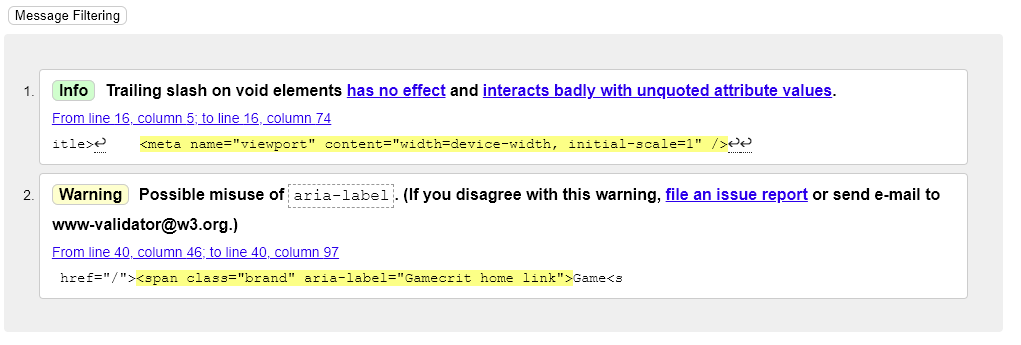 Message Filtering
1. Info Trailing slash on void elements has no effect and interacts badly with unquoted attribute values.
From line 16, column 5; to line 16, column 74
itle>↩    <meta name="viewport" content="width=device-width, initial-scale=1" />↩↩
2. Warning Possible misuse of aria-label. (If you disagree with this warning, file an issue report or send e-mail to
www-validator@w3.org.)
From line 40, column 46; to line 40, column 97
href="/"><span class="brand" aria-label="Gamecrit home link">Game<s